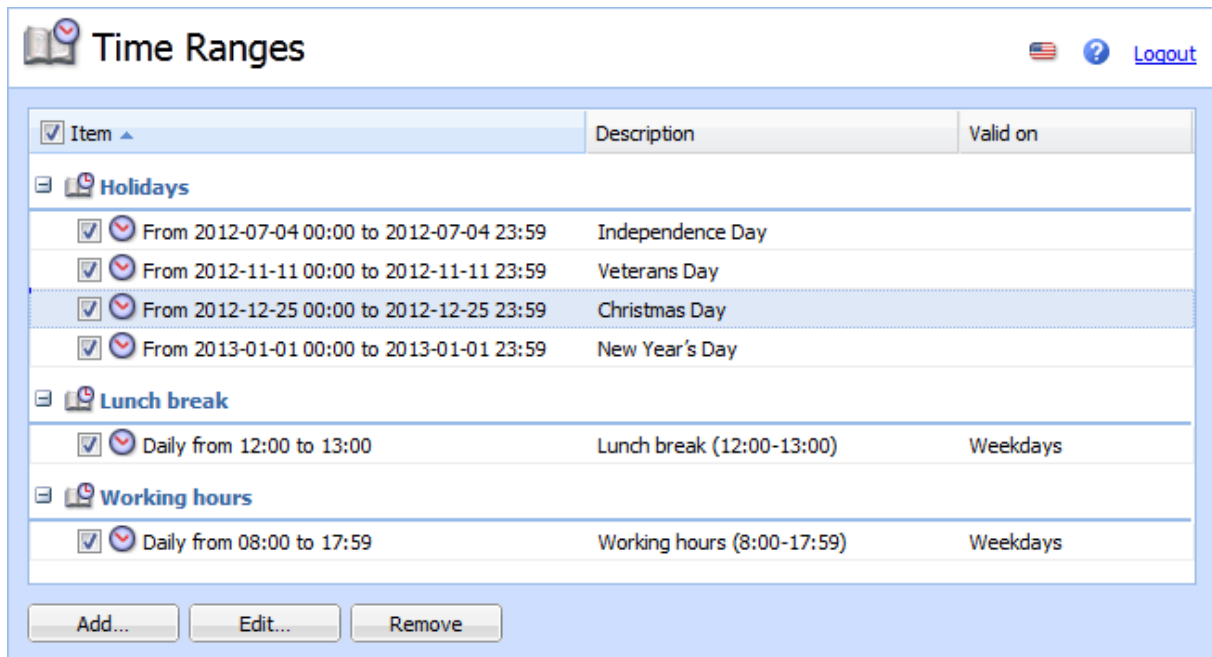 Time Ranges
Logout
Item Description Valid on
Holidays
From 2012-07-04 00:00 to 2012-07-04 23:59 Independence Day
From 2012-11-11 00:00 to 2012-11-11 23:59 Veterans Day
From 2012-12-25 00:00 to 2012-12-25 23:59 Christmas Day
From 2013-01-01 00:00 to 2013-01-01 23:59 New Year’s Day
Lunch break
Daily from 12:00 to 13:00 Lunch break (12:00-13:00) Weekdays
Working hours
Daily from 08:00 to 17:59 Working hours (8:00-17:59) Weekdays
Add... Edit... Remove